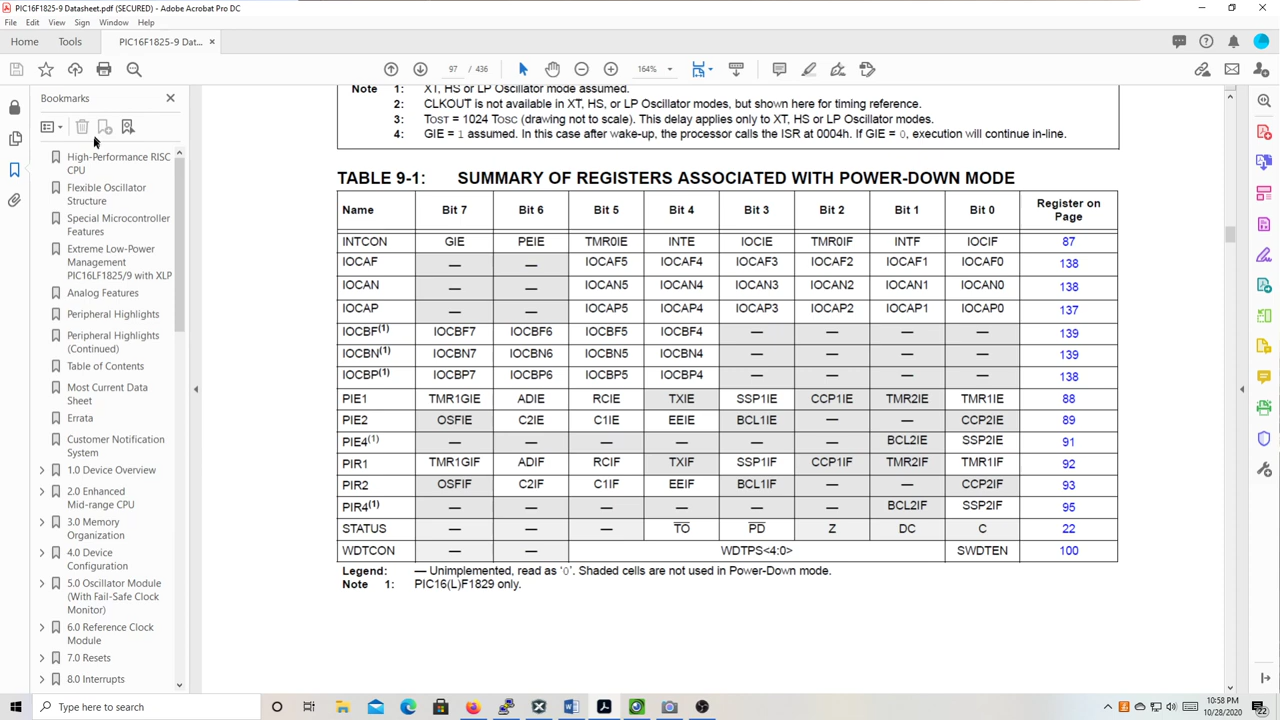 PIC16F1825-9 Datasheet.pdf (SECURED) - Adobe Acrobat Pro DC
File Edit View Sign Window Help
Home Tools PIC16F1825-9 Dat... ×
97 / 436 164%
Bookmarks
High-Performance RISC
CPU
Flexible Oscillator
Structure
Special Microcontroller
Features
Extreme Low-Power
Management
PIC16LF1825/9 with XLP
Analog Features
Peripheral Highlights
Peripheral Highlights
(Continued)
Table of Contents
Most Current Data
Sheet
Errata
Customer Notification
System
1.0 Device Overview
2.0 Enhanced
Mid-range CPU
3.0 Memory
Organization
4.0 Device
Configuration
5.0 Oscillator Module
(With Fail-Safe Clock
Monitor)
6.0 Reference Clock
Module
7.0 Resets
8.0 Interrupts
Note 1: XT, HS or LP Oscillator mode assumed.
2: CLKOUT is not available in XT, HS, or LP Oscillator modes, but shown here for timing reference.
3: TOST = 1024 TOSC (drawing not to scale). This delay applies only to XT, HS or LP Oscillator mode.
4: GIE = 1 assumed. In this case after wake-up, the processor calls the ISR at 0004h. If GIE = 0, execution will continue in-line.
TABLE 9-1: SUMMARY OF REGISTERS ASSOCIATED WITH POWER-DOWN MODE
Name Bit 7 Bit 6 Bit 5 Bit 4 Bit 3 Bit 2 Bit 1 Bit 0 Register on
Page
INTCON GIE PEIE TMR0IE INTE IOCIE TMR0IF INTF IOCIF 87
IOCAF — — IOCAF5 IOCAF4 IOCAF3 IOCAF2 IOCAF1 IOCAF0 138
IOCAN — — IOCAN5 IOCAN4 IOCAN3 IOCAN2 IOCAN1 IOCAN0 138
IOCAP — — IOCAP5 IOCAP4 IOCAP3 IOCAP2 IOCAP1 IOCAP0 137
IOCBF(1) IOCBF7 IOCBF6 IOCBF5 IOCBF4 — — — — 139
IOCBN(1) IOCBN7 IOCBN6 IOCBN5 IOCBN4 — — — — 139
IOCBP(1) IOCBP7 IOCBP6 IOCBP5 IOCBP4 — — — — 138
PIE1 TMR1GIE ADIE RCIE TXIE SSP1IE CCP1IE TMR2IE TMR1IE 88
PIE2 OSFIE C2IE C1IE EEIE BCL1IE — — CCP2IE 89
PIE4(1) — — — — — — BCL2IE SSP2IE 91
PIR1 TMR1GIF ADIF RCIF TXIF SSP1IF CCP1IF TMR2IF TMR1IF 92
PIR2 OSFIF C2IF C1IF EEIF BCL1IF — — CCP2IF 93
PIR4(1) — — — — — — BCL2IF SSP2IF 95
STATUS — — — TO PD Z DC C 22
WDTCON — — WDTPS<4:0> SWDTEN 100
Legend: — Unimplemented, read as ‘0’. Shaded cells are not used in Power-Down mode.
Note 1: PIC16(L)F1829 only.
Type here to search
10:58 PM
10/28/2020
22